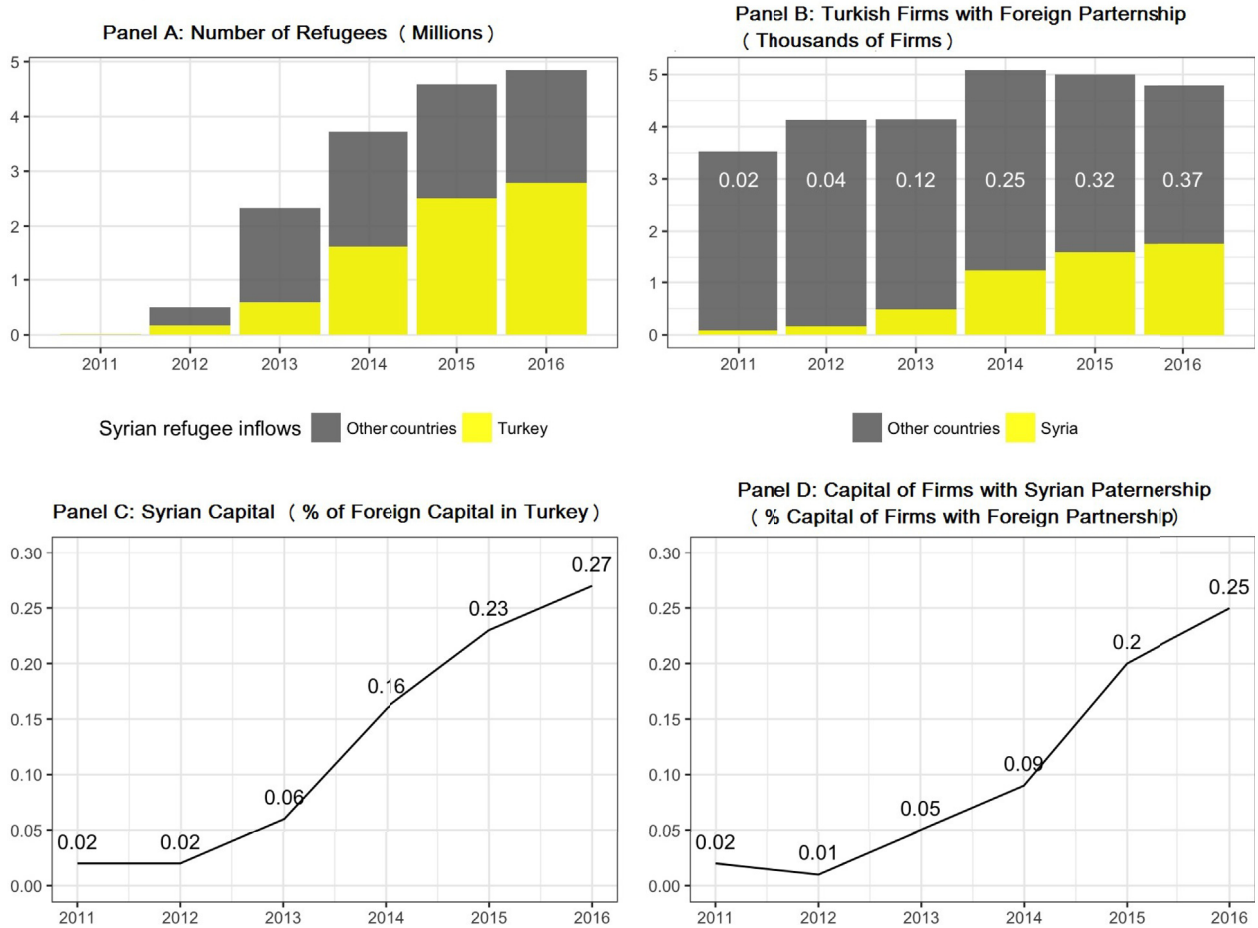 Panel A: Number of Refugees ( Millions )
5
4
3
2
1
0
2011 2012 2013 2014 2015 2016
Syrian refugee inflows Other countries Turkey
Panel B: Turkish Firms with Foreign Parternship
( Thousands of Firms )
5
4
3
2
1
0
0.02 0.04 0.12 0.25 0.32 0.37
2011 2012 2013 2014 2015 2016
Other countries Syria
Panel C: Syrian Capital ( % of Foreign Capital in Turkey )
0.30
0.25
0.20
0.15
0.10
0.05
0.00
0.02 0.02 0.06 0.16 0.23 0.27
2011 2012 2013 2014 2015 2016
Panel D: Capital of Firms with Syrian Paternership
( % Capital of Firms with Foreign Partnership)
0.30
0.25
0.20
0.15
0.10
0.05
0.00
0.02 0.01 0.05 0.09 0.2 0.25
2011 2012 2013 2014 2015 2016